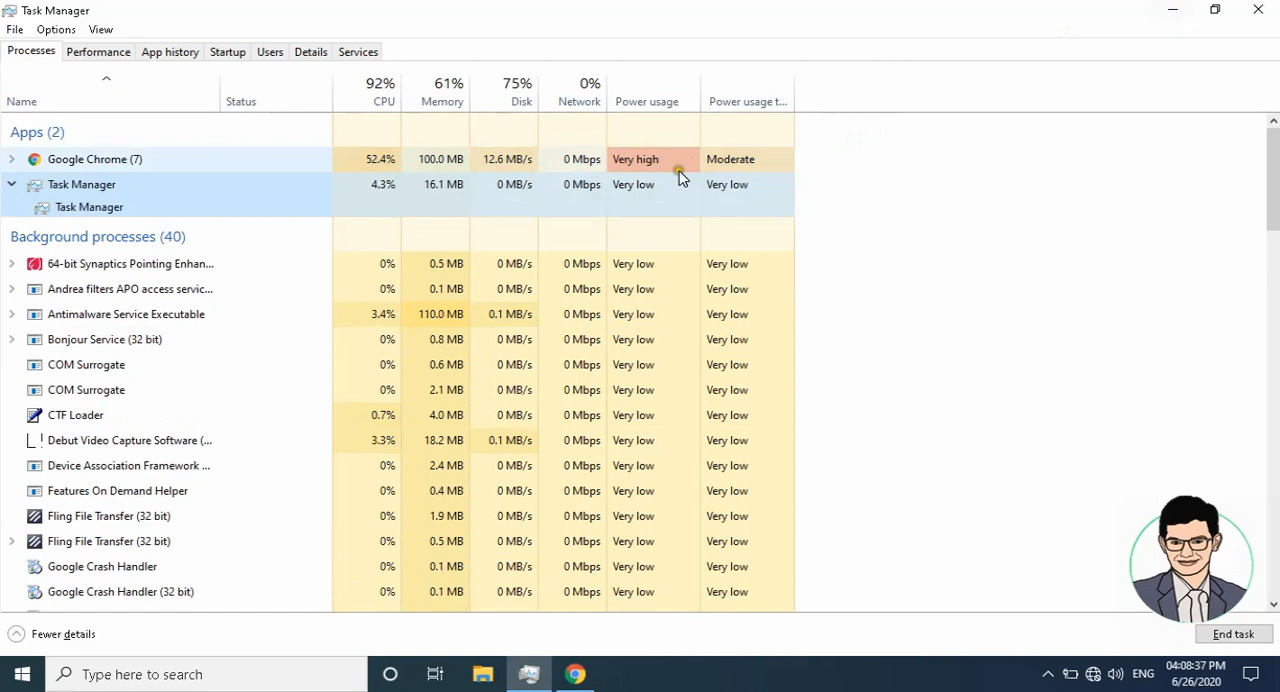 Task Manager
File Options View
Processes Performance App history Startup Users Details Services
92% 61% 75% 0%
Name Status CPU Memory Disk Network Power usage Power usage t...
Apps (2)
Google Chrome (7) 52.4% 100.0 MB 12.6 MB/s 0 Mbps Very high Moderate
Task Manager 4.3% 16.1 MB 0 MB/s 0 Mbps Very low Very low
Task Manager
Background processes (40)
64-bit Synaptics Pointing Enhan... 0% 0.5 MB 0 MB/s 0 Mbps Very low Very low
Andrea filters APO access servic... 0% 0.1 MB 0 MB/s 0 Mbps Very low Very low
Antimalware Service Executable 3.4% 110.0 MB 0.1 MB/s 0 Mbps Very low Very low
Bonjour Service (32 bit) 0% 0.8 MB 0 MB/s 0 Mbps Very low Very low
COM Surrogate 0% 0.6 MB 0 MB/s 0 Mbps Very low Very low
COM Surrogate 0% 2.1 MB 0 MB/s 0 Mbps Very low Very low
CTF Loader 0.7% 4.0 MB 0 MB/s 0 Mbps Very low Very low
Debut Video Capture Software (... 3.3% 18.2 MB 0.1 MB/s 0 Mbps Very low Very low
Device Association Framework ... 0% 2.4 MB 0 MB/s 0 Mbps Very low Very low
Features On Demand Helper 0% 0.4 MB 0 MB/s 0 Mbps Very low Very low
Fling File Transfer (32 bit) 0% 1.9 MB 0 MB/s 0 Mbps Very low Very low
Fling File Transfer (32 bit) 0% 0.5 MB 0 MB/s 0 Mbps Very low Very low
Google Crash Handler 0% 0.1 MB 0 MB/s 0 Mbps Very low Very low
Google Crash Handler (32 bit) 0% 0.1 MB 0 MB/s 0 Mbps Very low Very low
Fewer details End task
Type here to search ENG 04:08:37 PM
6/26/2020